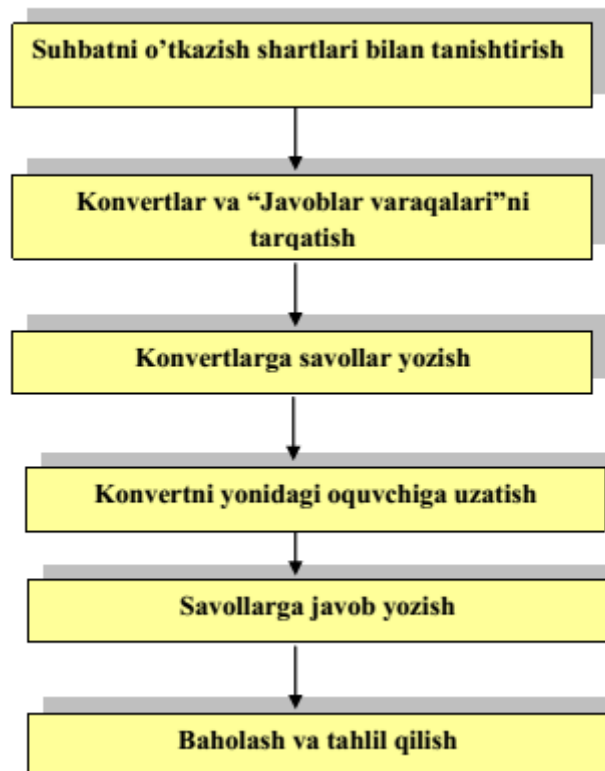 Suhbatni o’tkazish shartlari bilan tanishtirish
Konvertlar va “Javoblar varaqalari”ni
tarqatish
Konvertlarga savollar yozish
Konvertni yonidagi oquvchiga uzatish
Savollarga javob yozish
Baholash va tahlil qilish